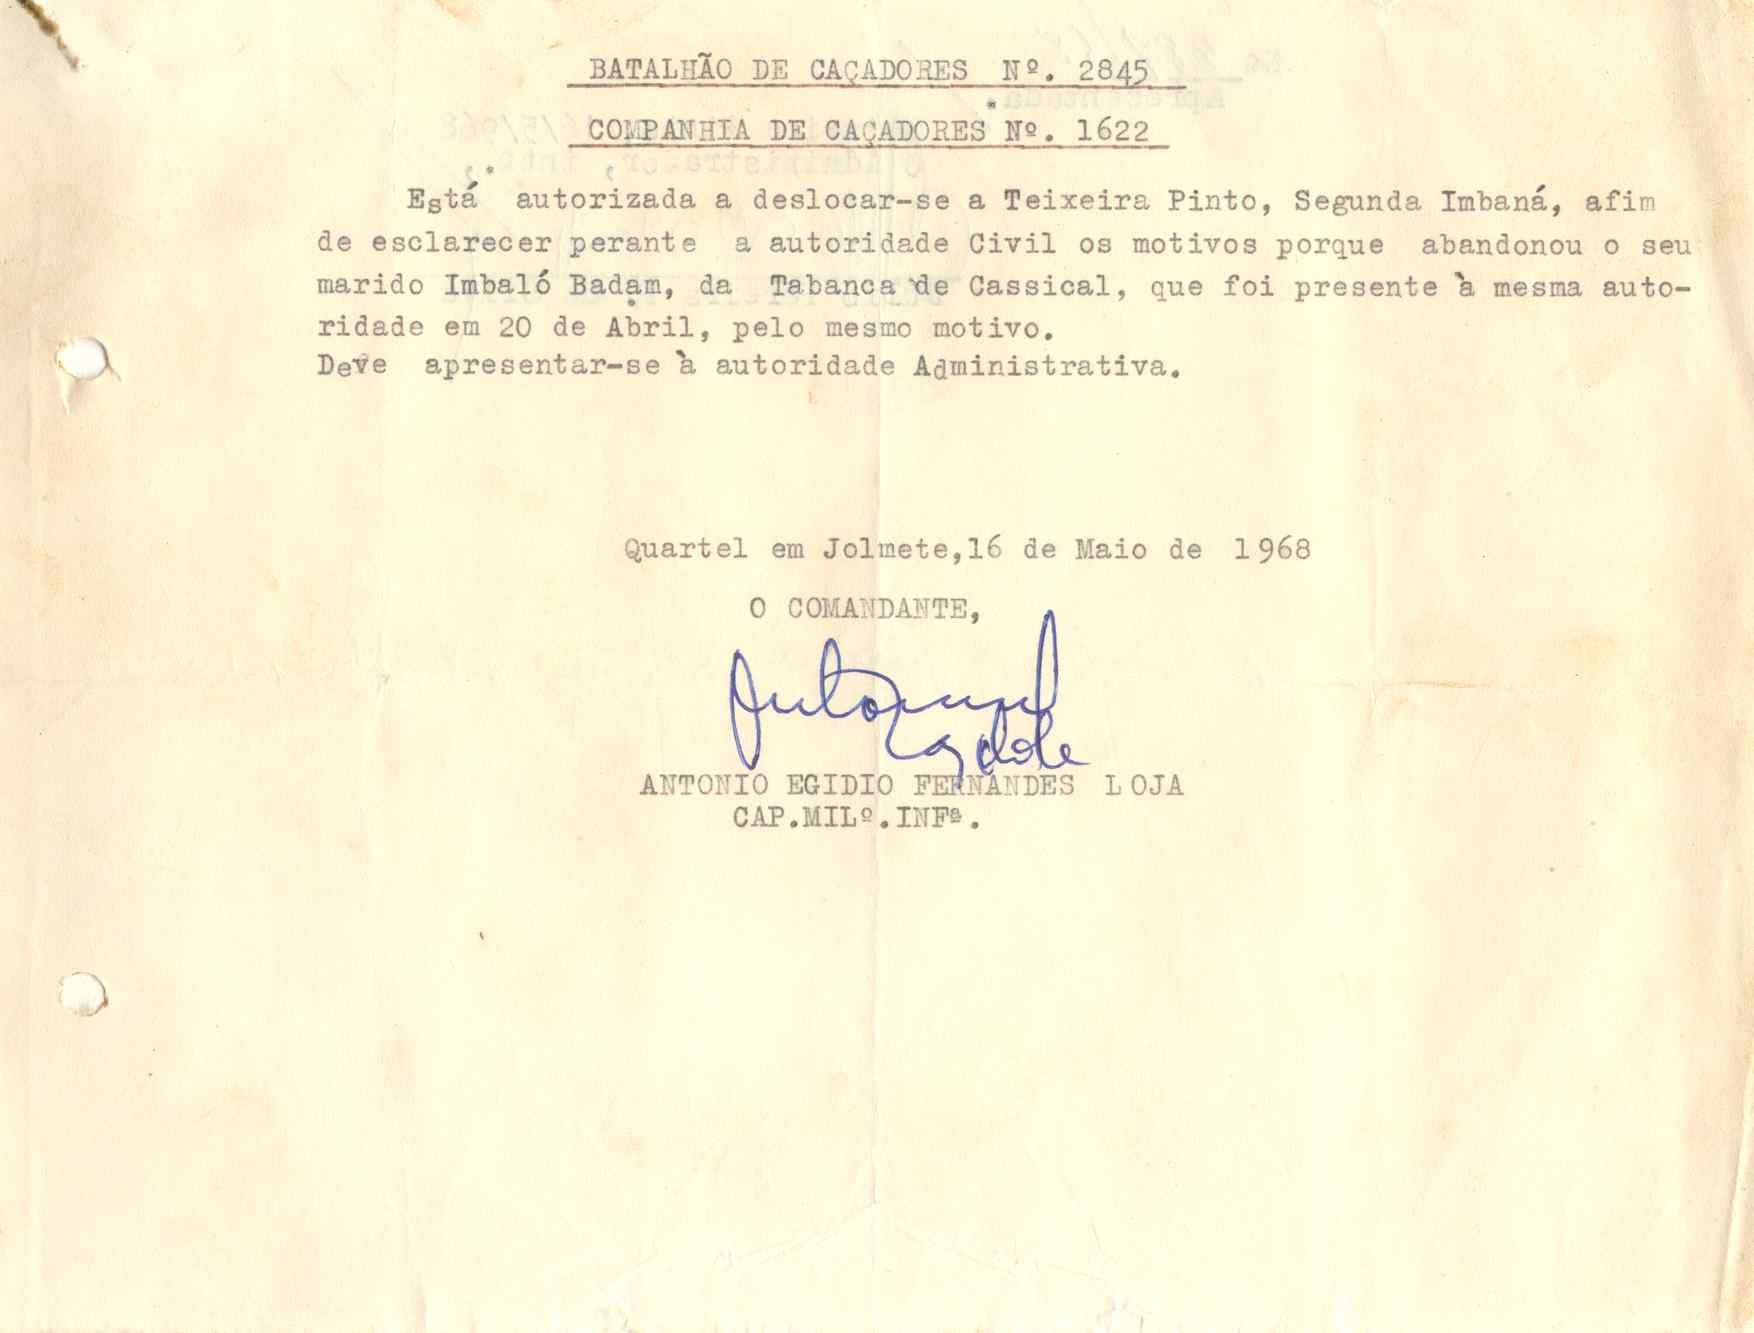 BATALHÃO DE CAÇADORES Nº. 2845
COMPANHIA DE CAÇADORES Nº. 1622
Está autorizada a deslocar-se a Teixeira Pinto, Segunda Imbaná, afim
de esclarecer perante a autoridade Civil os motivos porque abandonou o seu
marido Imbaló Badam, da Tabanca de Cassical, que foi presente à mesma auto-
ridade em 20 de Abril, pelo mesmo motivo.
Deve apresentar-se à autoridade Administrativa.
Quartel em Jolmete,16 de Maio de 1968
O COMANDANTE,
ANTONIO EGIDIO FERNANDES LOJA
CAP.MILº.INFª.